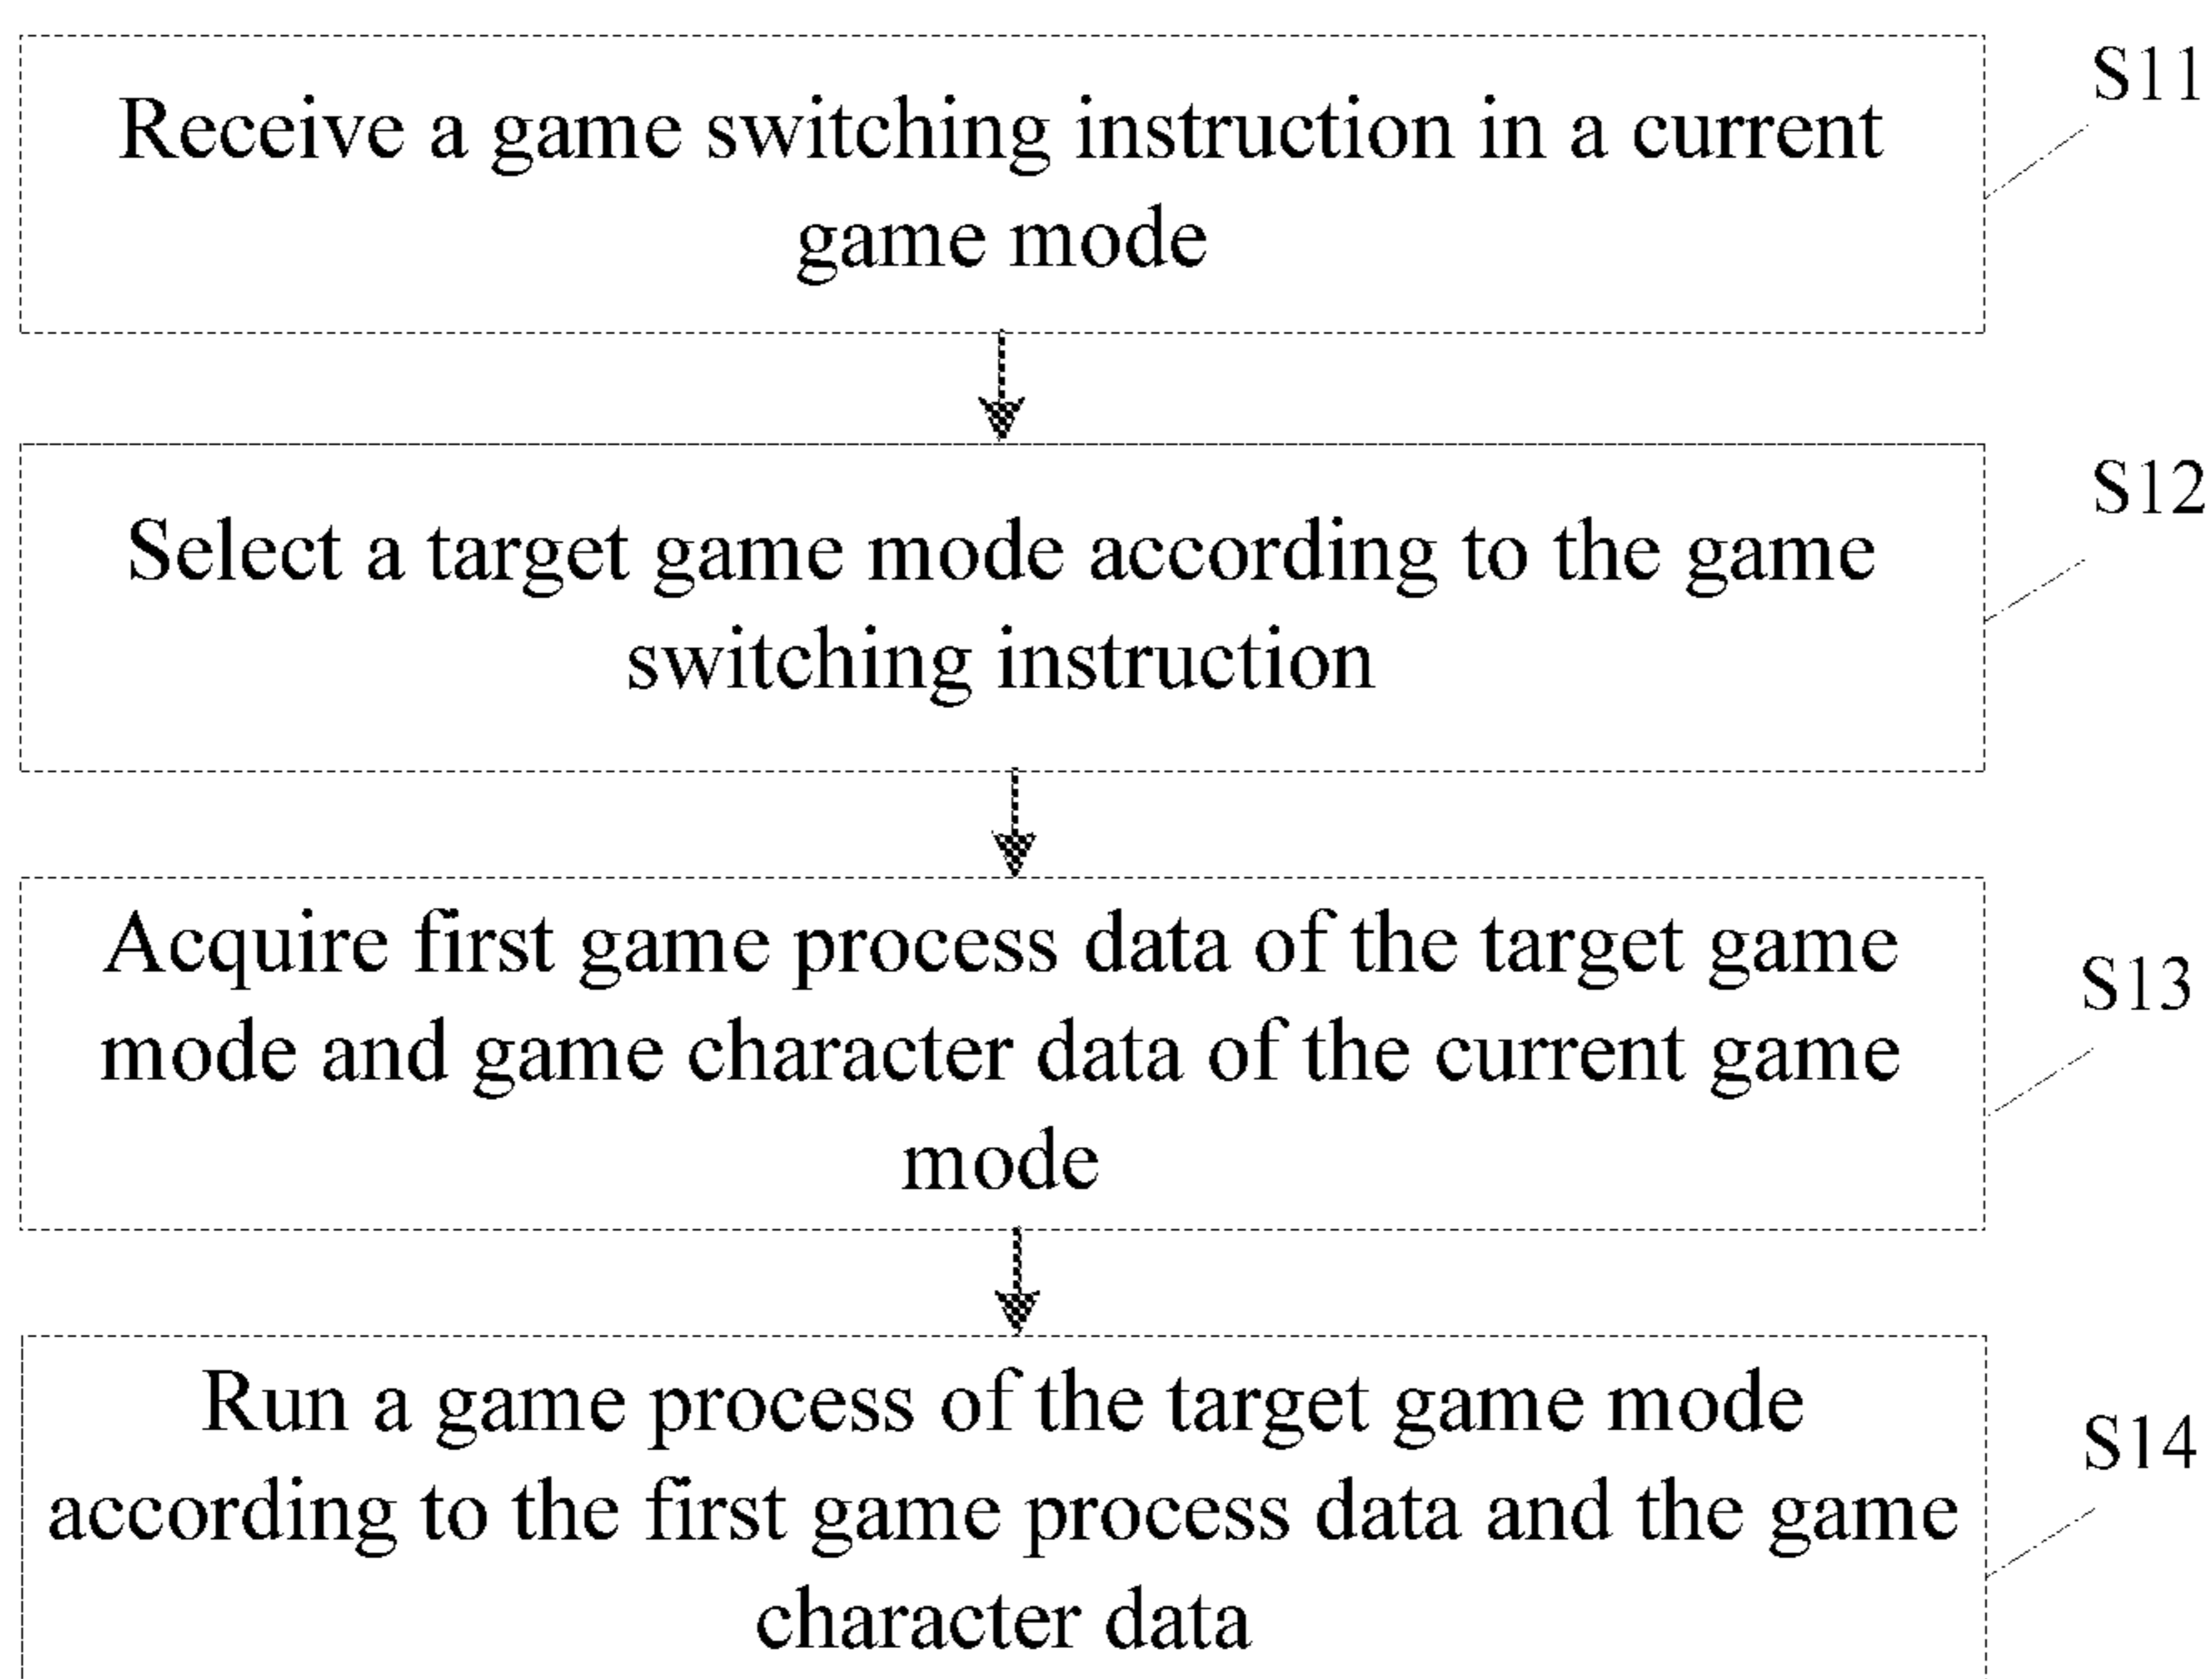 Receive a game switching instruction in a current
game mode
S11
Select a target game mode according to the game
switching instruction
S12
Acquire first game process data of the target game
mode and game character data of the current game
mode
S13
Run a game process of the target game mode
according to the first game process data and the game
character data
S14